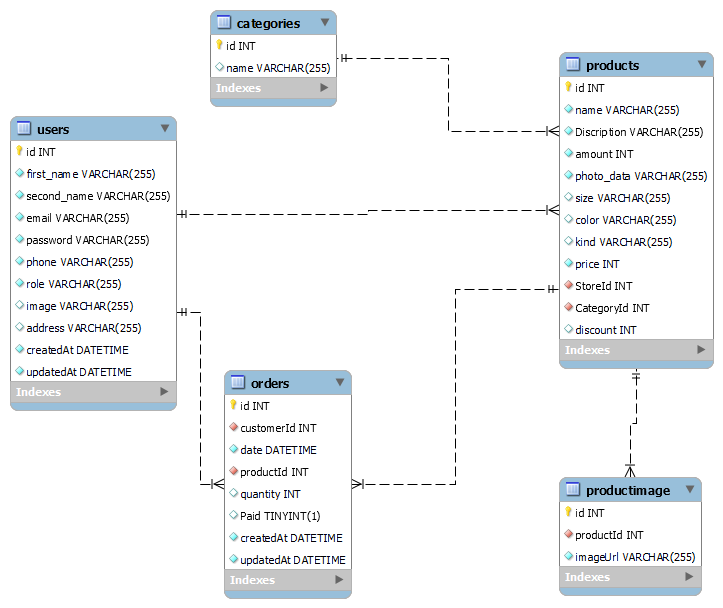 categories
id INT
name VARCHAR(255)
Indexes
products
id INT
name VARCHAR(255)
Discription VARCHAR(255)
amount INT
photo_data VARCHAR(255)
size VARCHAR(255)
color VARCHAR(255)
kind VARCHAR(255)
price INT
StoreId INT
CategoryId INT
discount INT
Indexes
users
id INT
first_name VARCHAR(255)
second_name VARCHAR(255)
email VARCHAR(255)
password VARCHAR(255)
phone VARCHAR(255)
role VARCHAR(255)
image VARCHAR(255)
address VARCHAR(255)
createdAt DATETIME
updatedAt DATETIME
Indexes
orders
id INT
customerId INT
date DATETIME
productId INT
quantity INT
Paid TINYINT(1)
createdAt DATETIME
updatedAt DATETIME
Indexes
productimage
id INT
productId INT
imageUrl VARCHAR(255)
Indexes